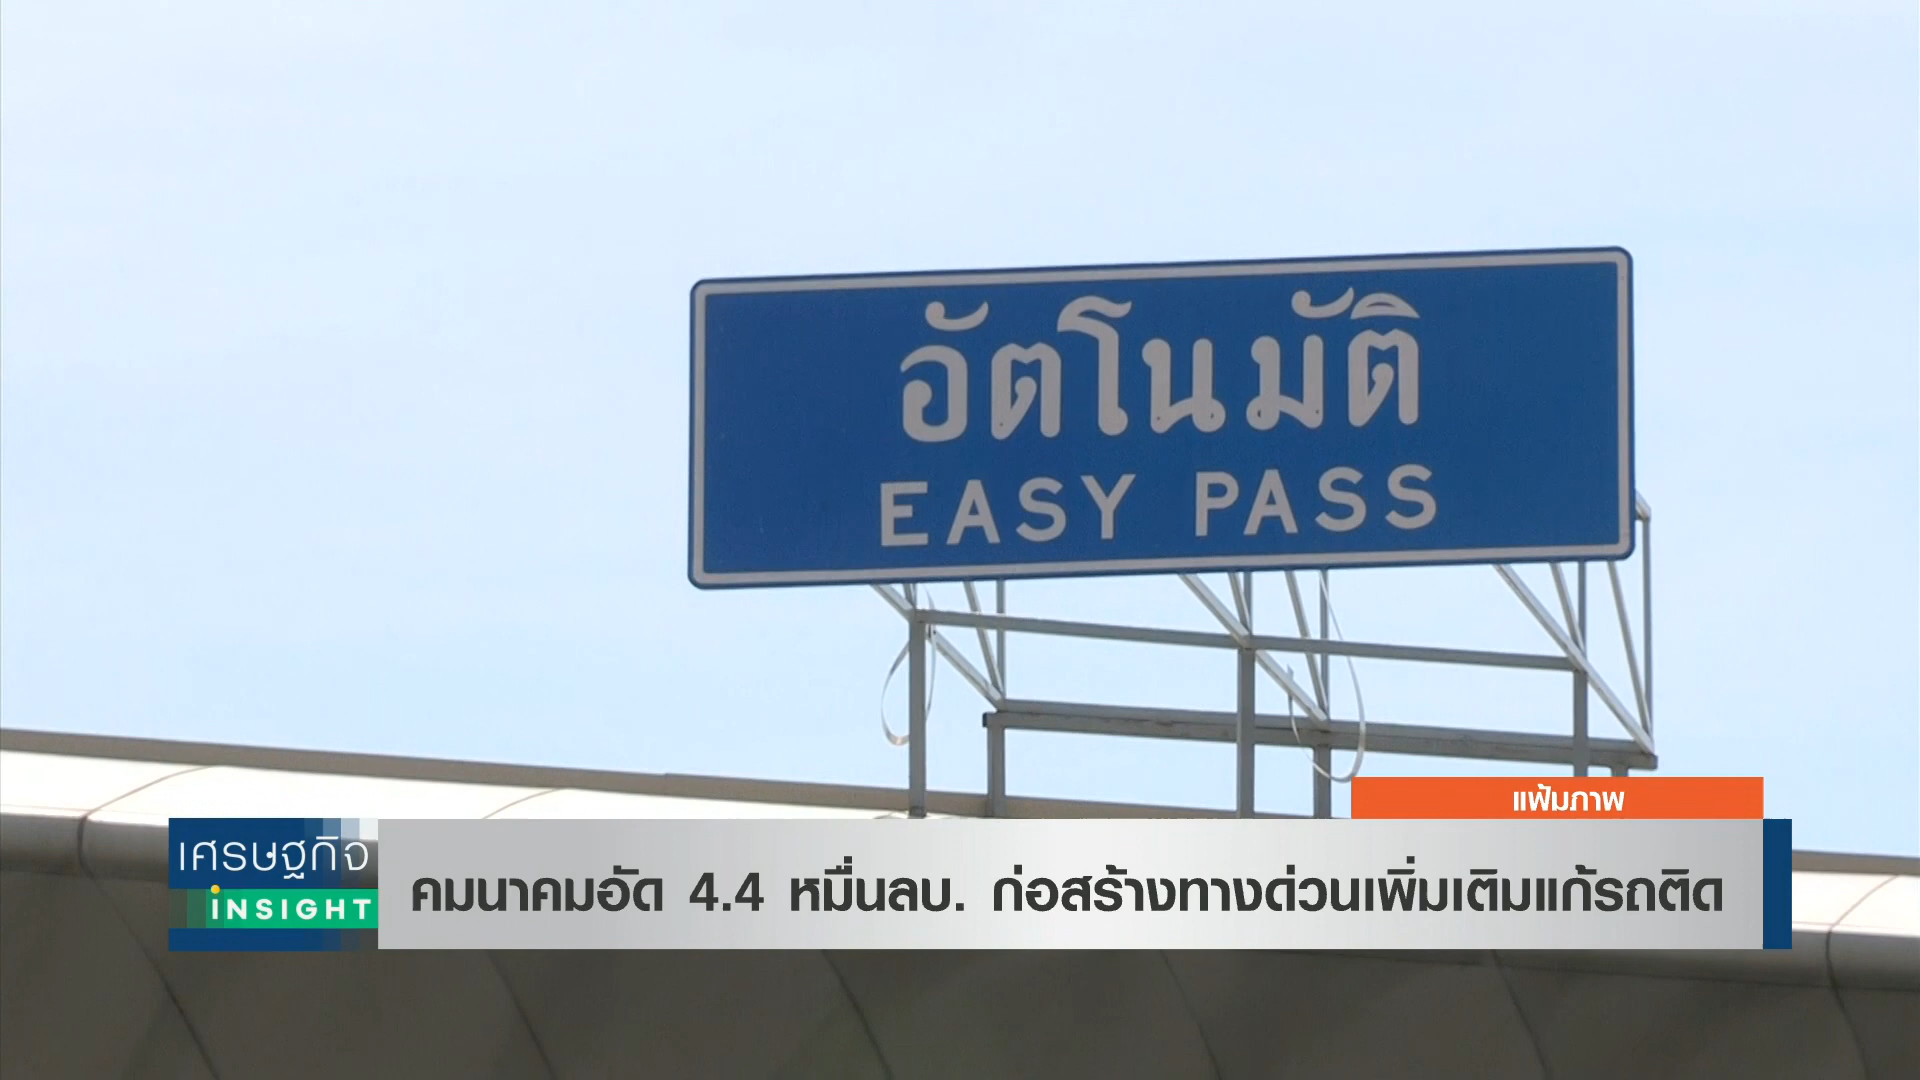 อัตโนมัติ
EASY PASS
แฟ้มภาพ
เศรษฐกิจ
INSIGHT
คมนาคมอัด 4.4 หมื่นลบ. ก่อสร้างทางด่วนเพิ่มเติมแก้รถติด